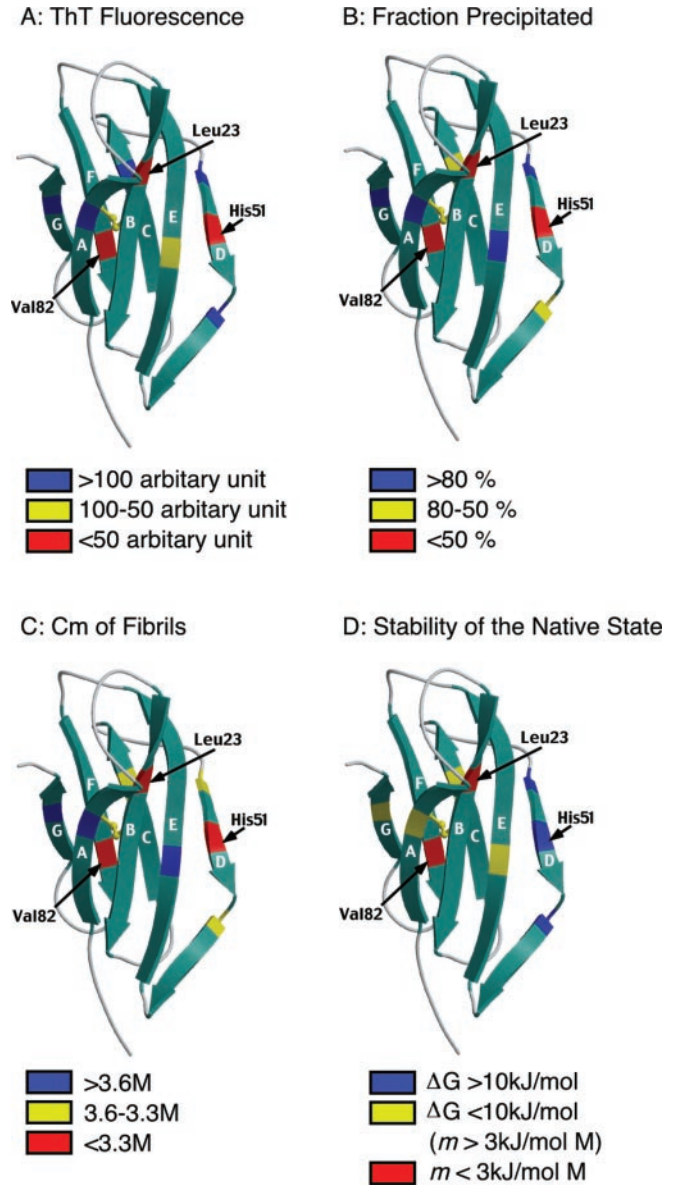 A: ThT Fluorescence
B: Fraction Precipitated
Leu23
F
His51
G
A
B
C
E
D
Val82
Leu23
F
His51
G
A
B
C
E
D
Val82
>100 arbitary unit
100-50 arbitary unit
<50 arbitary unit
>80 %
80-50 %
<50 %
C: Cm of Fibrils
D: Stability of the Native State
Leu23
F
His51
G
A
B
C
E
D
Val82
Leu23
F
His51
G
A
B
C
E
D
Val82
>3.6M
3.6-3.3M
<3.3M
ΔG >10kJ/mol
ΔG <10kJ/mol
(m > 3kJ/mol M)
m < 3kJ/mol M